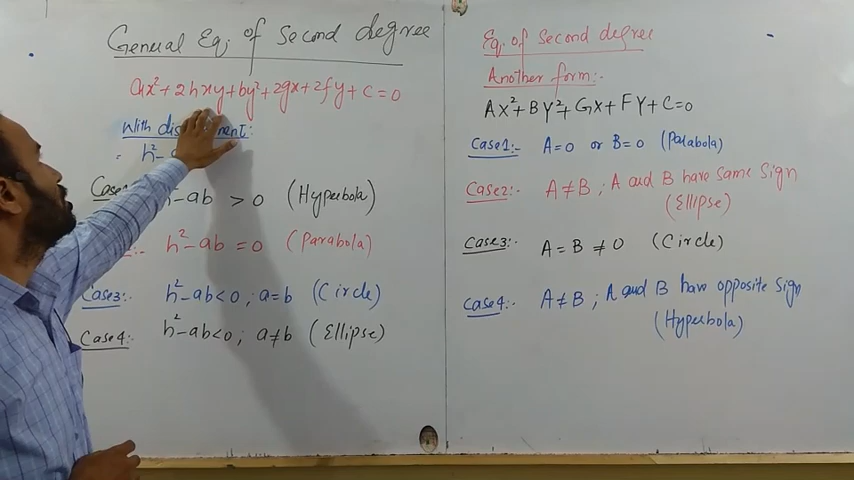 General Eq. of second degree
ax²+2hxy+by²+2gx+2fy+c=0
With
= h²-
Case
h²-ab > 0 (Hyperbola)
h²-ab = 0 (Parabola)
Case3:- h²-ab<0; a=b (Circle)
Case4:- h²-ab<0; a≠b (Ellipse)
Eq. of second degree
Another form:-
Ax²+BY²+Gx+FY+C=0
Case1:- A=0 or B=0 (Parabola)
Case2:- A≠B ; A and B have same sign
(Ellipse)
Case3:- A=B≠0 (Circle)
Case4:- A≠B ; A and B have opposite sign
(Hyperbola)